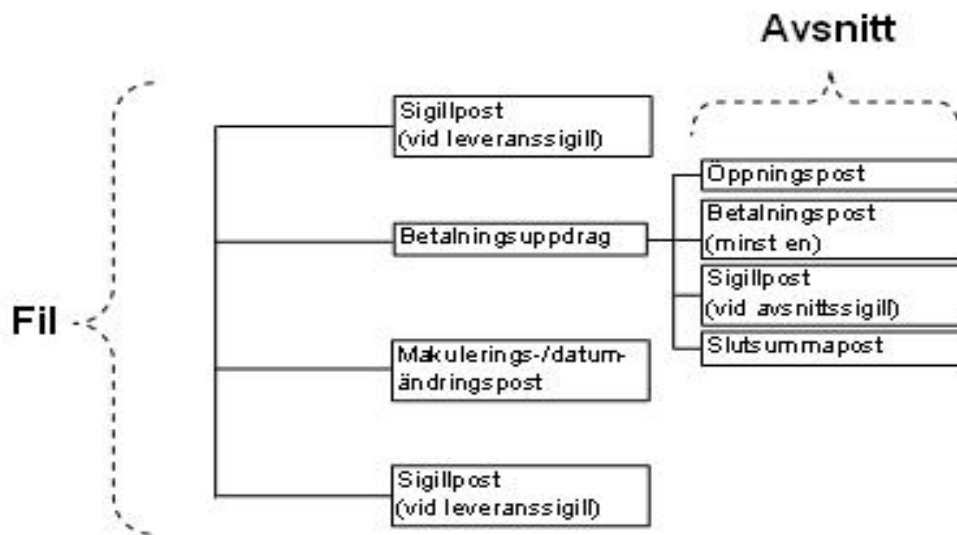 Avsnitt
Fil
Sigillpost
(vid leveranssigill)
Betalningsuppdrag
Makulerings-/datum-
ändringspost
Sigillpost
(vid leveranssigill)
Öppningspost
Betalningspost
(minst en)
Sigillpost
(vid avsnittssigill)
Slutsummapost